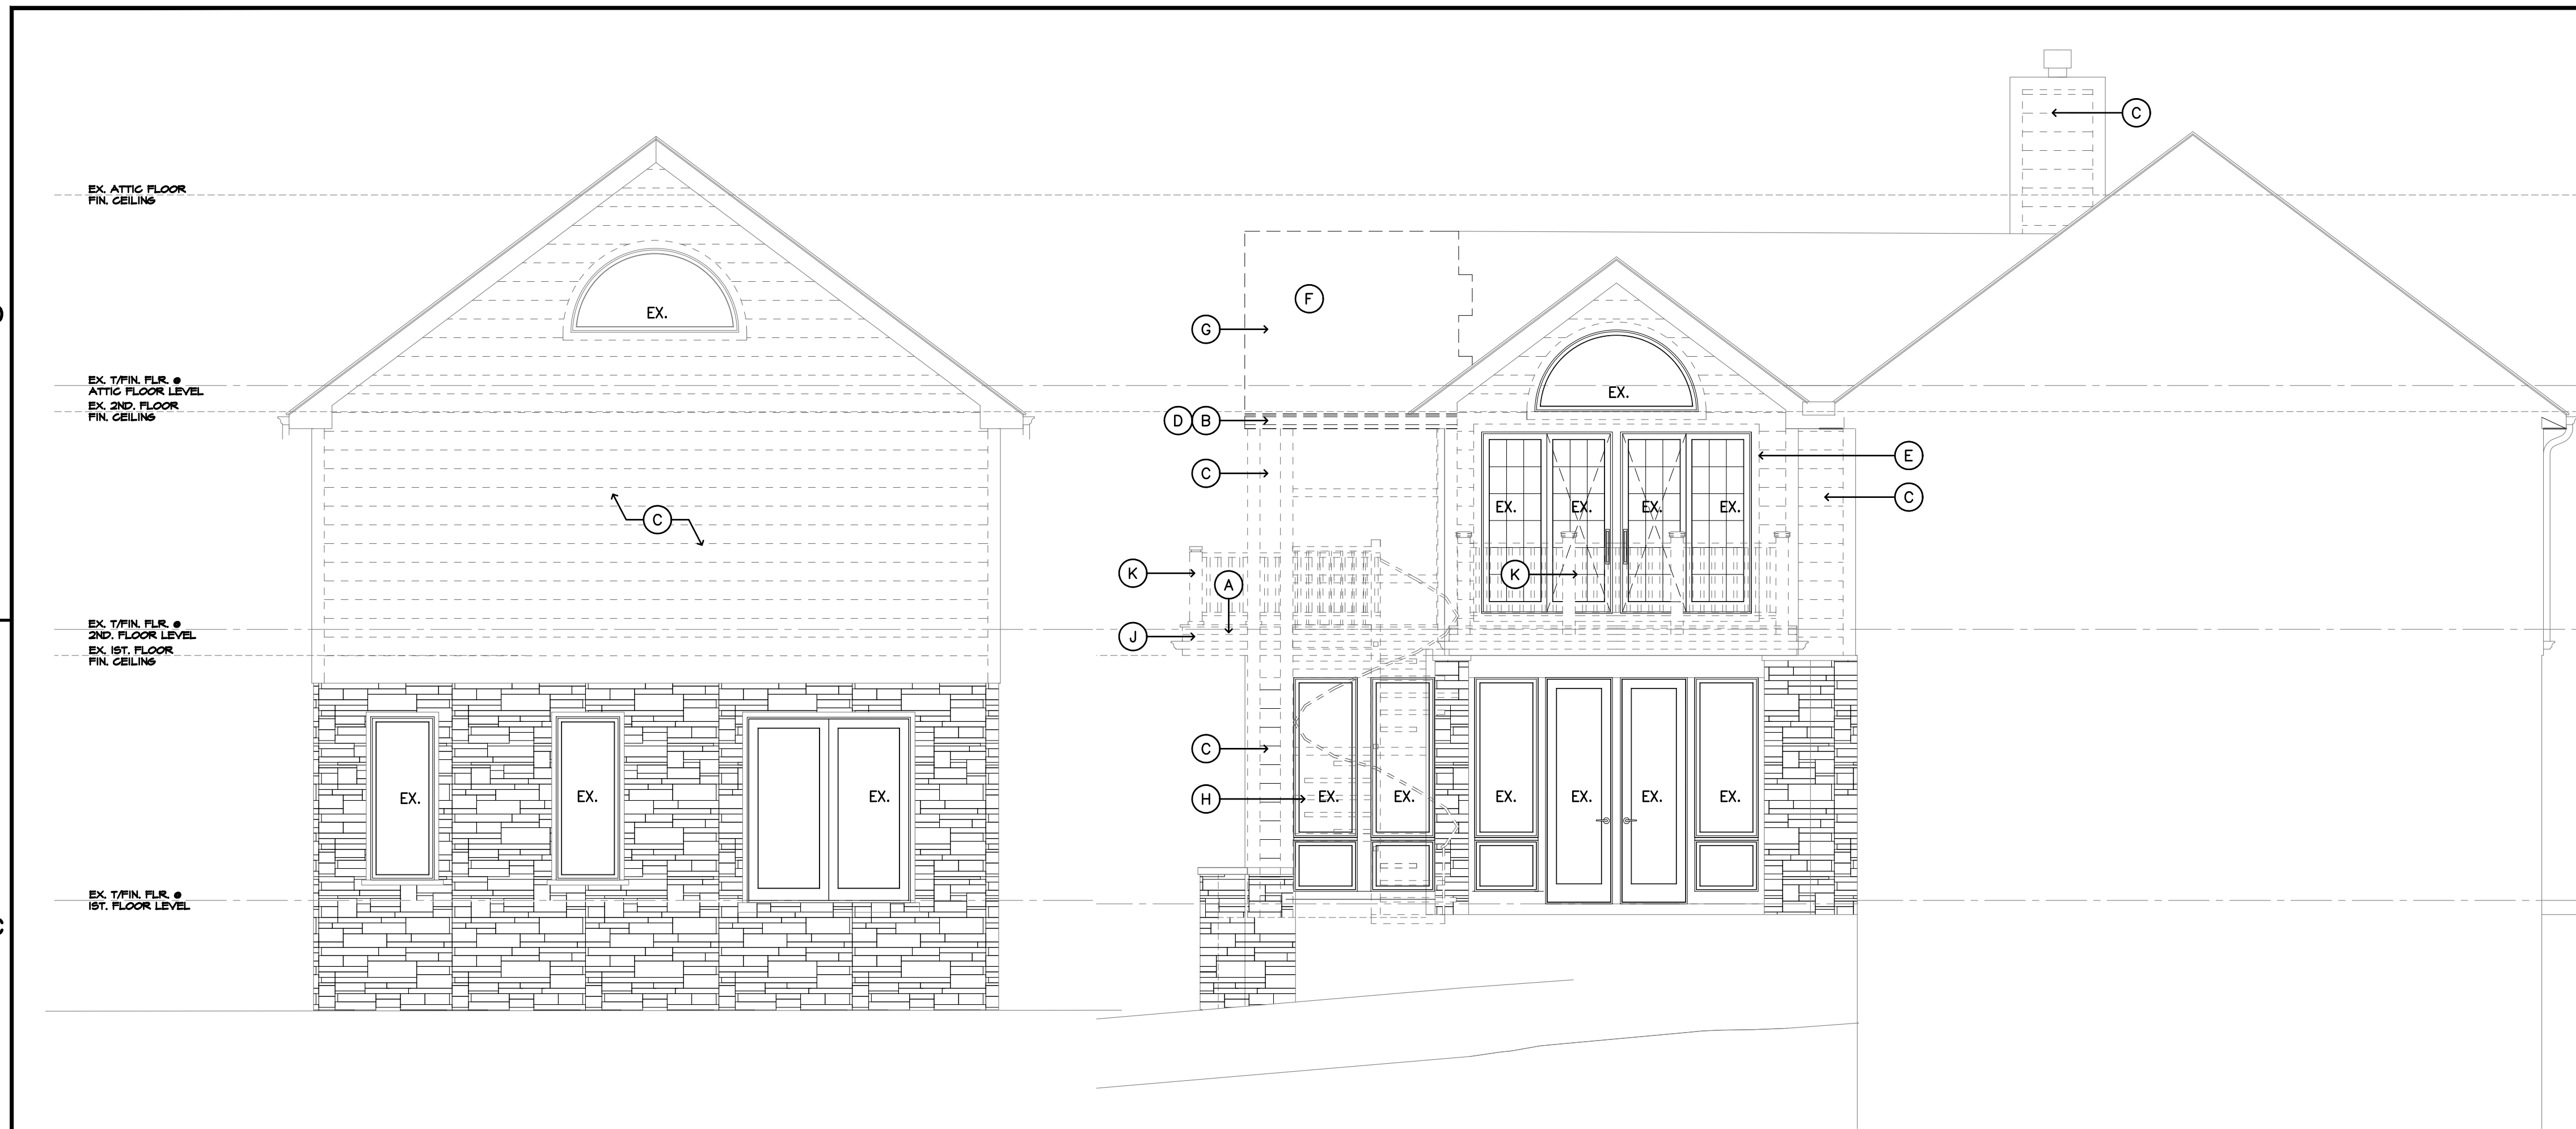 C
EX. ATTIC FLOOR
FIN. CEILING
EX.
F
G
EX. T/FIN. FLR. @
ATTIC FLOOR LEVEL
EX. 2ND. FLOOR
FIN. CEILING
EX.
D B
E
C
C
EX. EX. EX. EX.
C
K
K
A
EX. T/FIN. FLR. @
2ND. FLOOR LEVEL
J
EX. 1ST. FLOOR
FIN. CEILING
C
H
EX. EX. EX.
EX. EX. EX. EX. EX. EX.
EX. T/FIN. FLR. @
1ST. FLOOR LEVEL